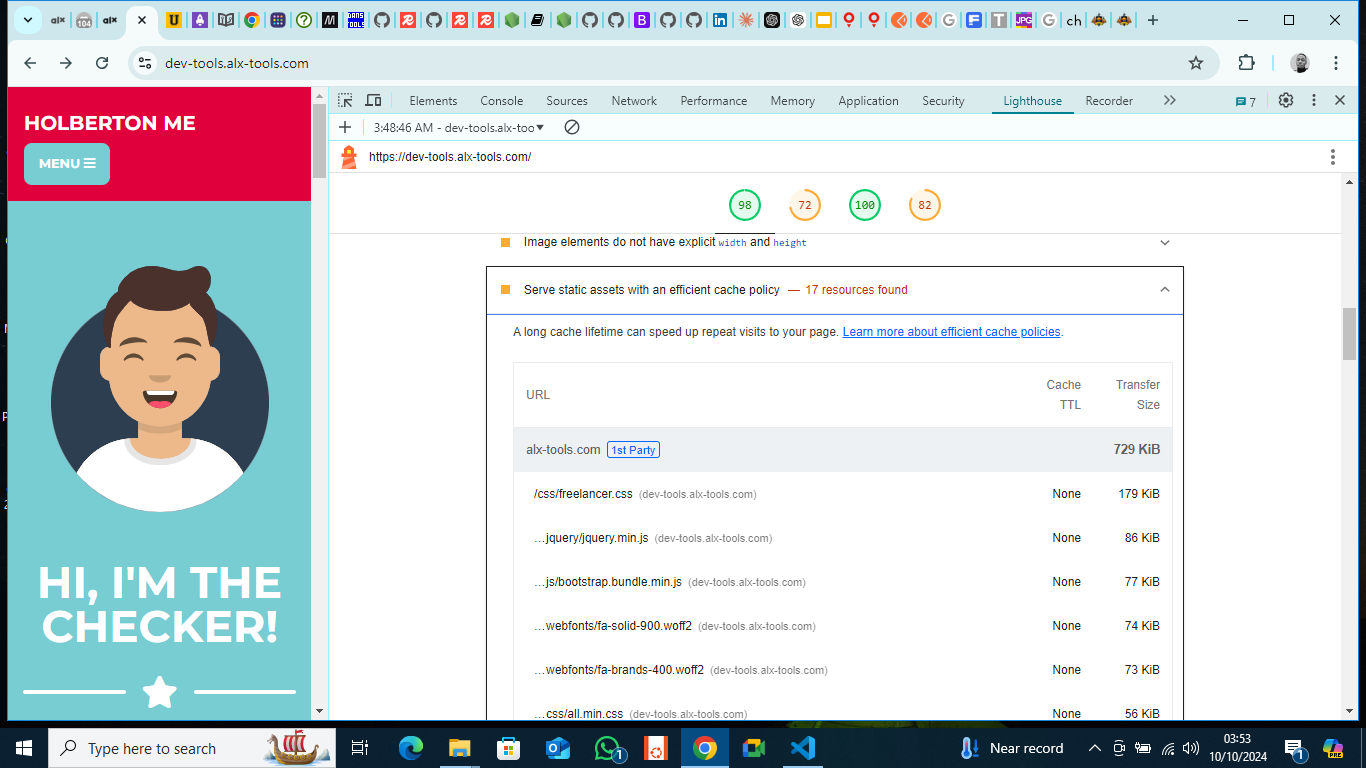 alx
104
alx
ch
dev-tools.alx-tools.com
HOLBERTON ME
MENU
HI, I'M THE
CHECKER!
Elements
Console
Sources
Network
Performance
Memory
Application
Security
Lighthouse
Recorder
7
3:48:46 AM - dev-tools.alx-too
https://dev-tools.alx-tools.com/
98
72
100
82
Image elements do not have explicit width and height
Serve static assets with an efficient cache policy — 17 resources found
A long cache lifetime can speed up repeat visits to your page. Learn more about efficient cache policies.
URL
Cache
TTL
Transfer
Size
alx-tools.com 1st Party 729 KiB
/css/freelancer.css (dev-tools.alx-tools.com) None 179 KiB
…jquery/jquery.min.js (dev-tools.alx-tools.com) None 86 KiB
…js/bootstrap.bundle.min.js (dev-tools.alx-tools.com) None 77 KiB
…webfonts/fa-solid-900.woff2 (dev-tools.alx-tools.com) None 74 KiB
…webfonts/fa-brands-400.woff2 (dev-tools.alx-tools.com) None 73 KiB
…css/all.min.css (dev-tools.alx-tools.com) None 56 KiB
Type here to search
1
Near record
03:53
10/10/2024
1
PRE